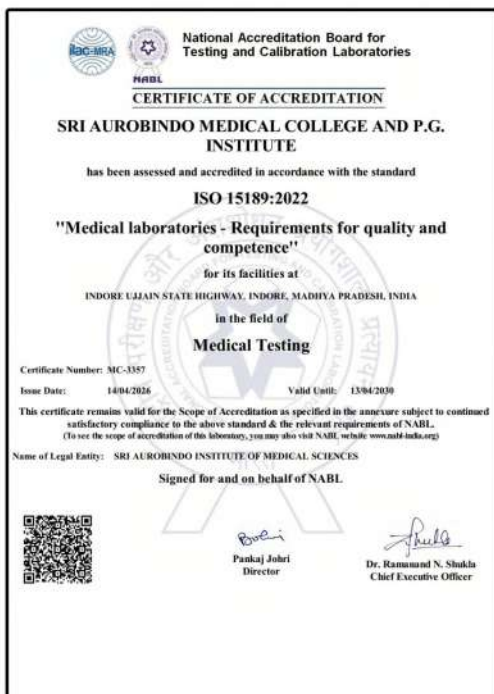 ilac-MRA
NABL
National Accreditation Board for
Testing and Calibration Laboratories
CERTIFICATE OF ACCREDITATION
SRI AUROBINDO MEDICAL COLLEGE AND P.G.
INSTITUTE
has been assessed and accredited in accordance with the standard
ISO 15189:2022
"Medical laboratories - Requirements for quality and
competence"
for its facilities at
INDORE UJJAIN STATE HIGHWAY, INDORE, MADHYA PRADESH, INDIA
in the field of
Medical Testing
Certificate Number: MC-3357
Issue Date: 14/04/2026 Valid Until: 13/04/2030
This certificate remains valid for the Scope of Accreditation as specified in the annexure subject to continued
satisfactory compliance to the above standard & the relevant requirements of NABL.
(To see the scope of accreditation of this laboratory, you may also visit NABL website www.nabl-india.org)
Name of Legal Entity: SRI AUROBINDO INSTITUTE OF MEDICAL SCIENCES
Signed for and on behalf of NABL
Pankaj Johri
Director
Dr. Ramanand N. Shukla
Chief Executive Officer